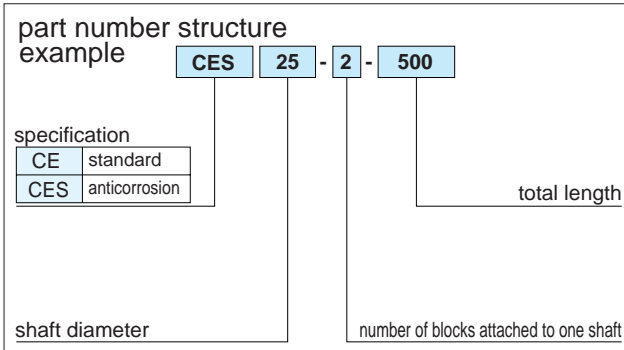 part number structure
example
CES 25 - 2 - 500
specification
CE standard
CES anticorrosion
total length
shaft diameter
number of blocks attached to one shaft